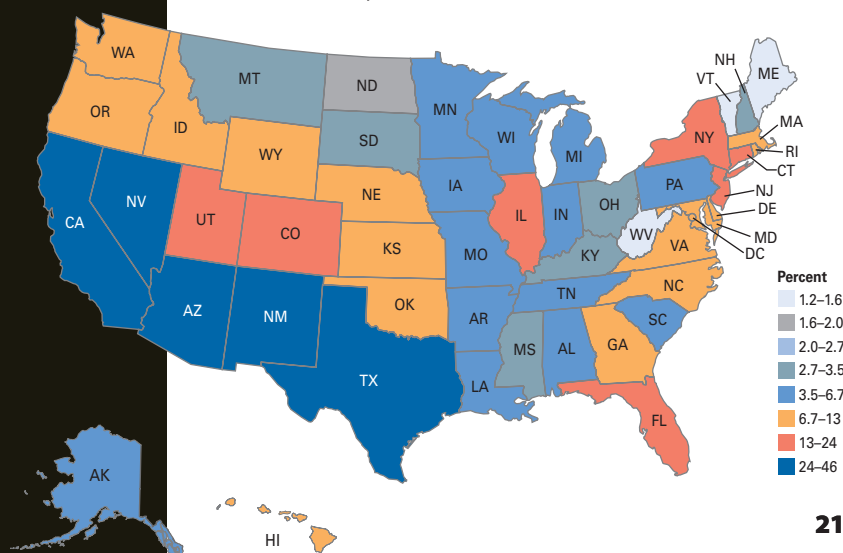 WA
OR
ID
MT
ND
SD
WY
NE
KS
OK
CA
NV
UT
CO
AZ
NM
TX
MN
WI
MI
IA
IL
IN
OH
MO
KY
WV
PA
NY
VT
NH
ME
MA
RI
CT
NJ
DE
MD
DC
VA
NC
TN
SC
AR
MS
AL
GA
LA
FL
AK
HI
Percent
1.2–1.6
1.6–2.0
2.0–2.7
2.7–3.5
3.5–6.7
6.7–13
13–24
24–46
21